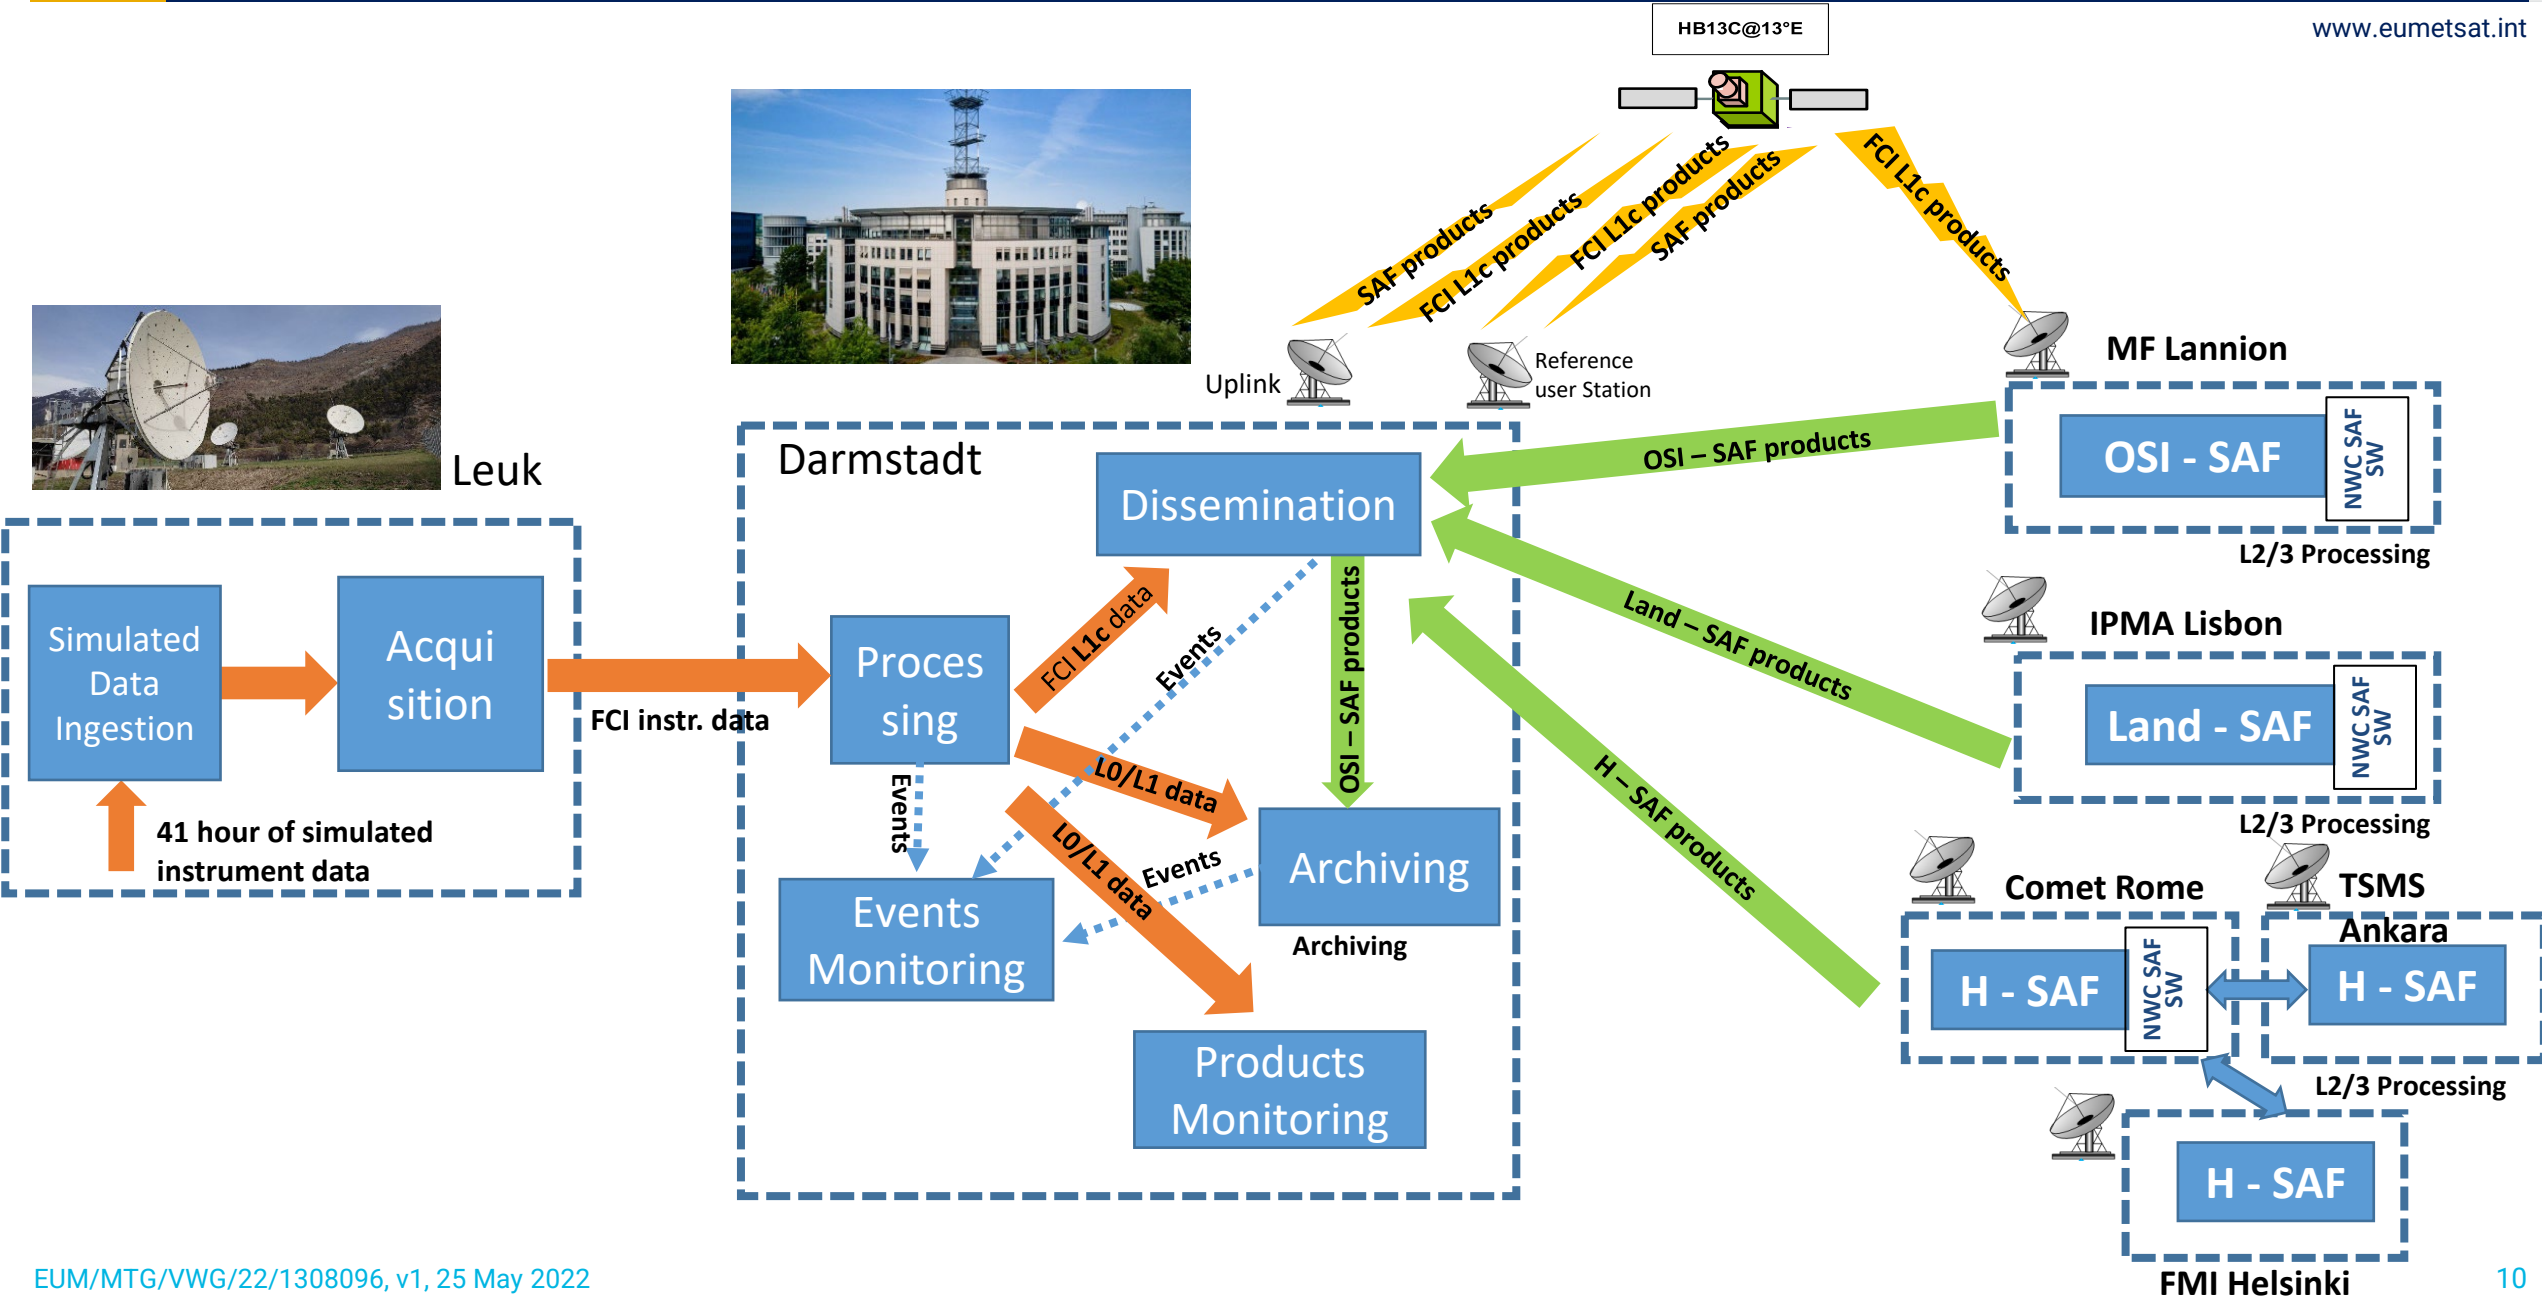 www.eumetsat.int
HB13C@13°E
SAF products
FCI L1c products
FCI L1c products
SAF products
FCI L1c products
Uplink
Reference
user Station
MF Lannion
OSI - SAF
NWC SAF
SW
L2/3 Processing
Leuk
Simulated
Data
Ingestion
Acqui
sition
41 hour of simulated
instrument data
FCI instr. data
Darmstadt
Dissemination
Proces
sing
FCI L1c data
Events
OSI – SAF products
L0/L1 data
Events
L0/L1 data
Events
Archiving
Archiving
Events
Monitoring
Products
Monitoring
OSI – SAF products
Land – SAF products
H – SAF products
IPMA Lisbon
Land - SAF
NWC SAF
SW
L2/3 Processing
Comet Rome
H - SAF
NWC SAF
SW
TSMS
Ankara
H - SAF
L2/3 Processing
H - SAF
FMI Helsinki
EUM/MTG/VWG/22/1308096, v1, 25 May 2022
10